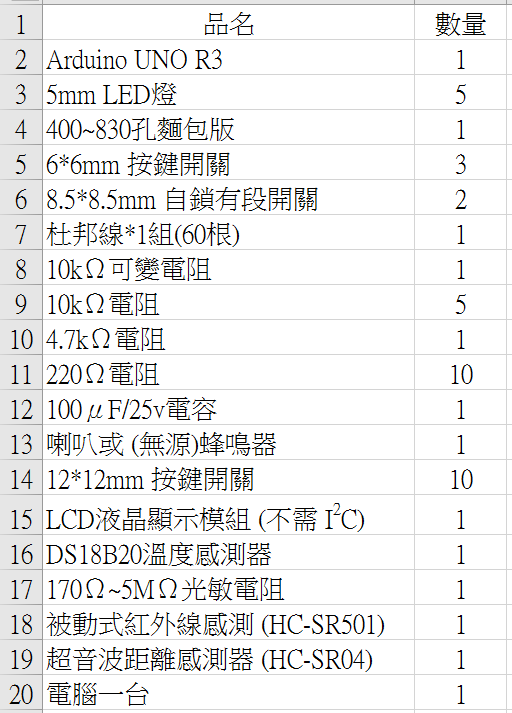 1 品名 數量
2 Arduino UNO R3 1
3 5mm LED燈 5
4 400~830孔麵包版 1
5 6*6mm 按鍵開關 3
6 8.5*8.5mm 自鎖有段開關 2
7 杜邦線*1組(60根) 1
8 10kΩ可變電阻 1
9 10kΩ電阻 5
10 4.7kΩ電阻 1
11 220Ω電阻 10
12 100μF/25v電容 1
13 喇叭或 (無源)蜂鳴器 1
14 12*12mm 按鍵開關 10
15 LCD液晶顯示模組 (不需 I²C) 1
16 DS18B20溫度感測器 1
17 170Ω~5MΩ光敏電阻 1
18 被動式紅外線感測 (HC-SR501) 1
19 超音波距離感測器 (HC-SR04) 1
20 電腦一台 1